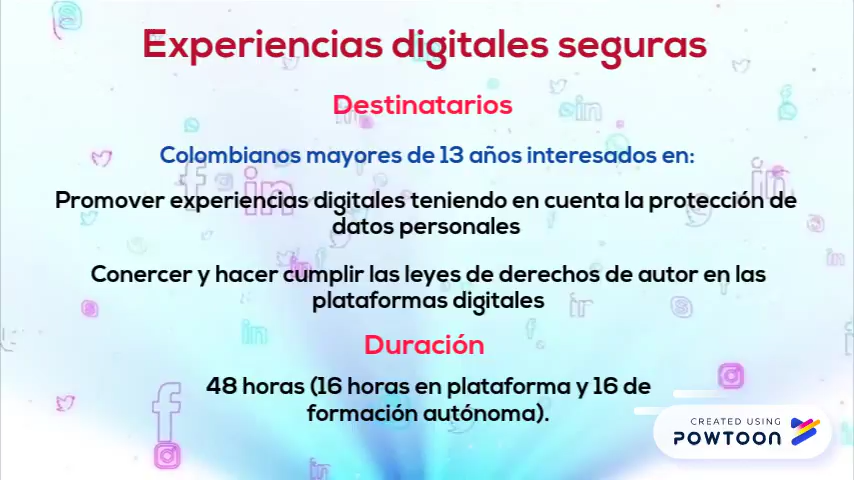 Experiencias digitales seguras
Destinatarios
Colombianos mayores de 13 años interesados en:
Promover experiencias digitales teniendo en cuenta la protección de
datos personales
Conercer y hacer cumplir las leyes de derechos de autor en las
plataformas digitales
Duración
48 horas (16 horas en plataforma y 16 de
formación autónoma).
CREATED USING
POWTOON